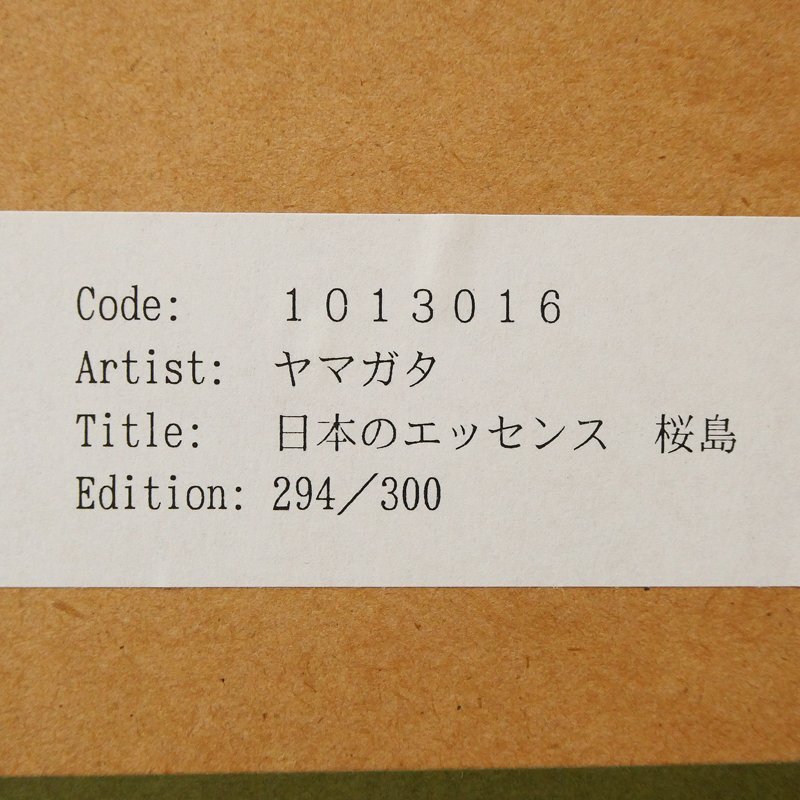 Code: １０１３０１６
Artist: ヤマガタ
Title: 日本のエッセンス　桜島
Edition: 294／300